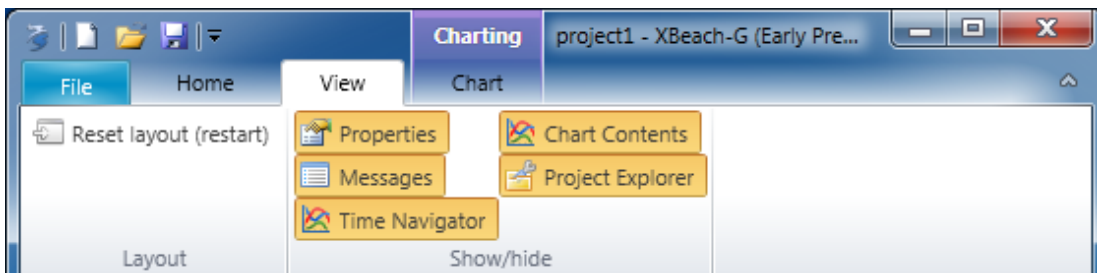 Charting project1 - XBeach-G (Early Pre...
File Home View Chart
Reset layout (restart) Properties Chart Contents
Messages Project Explorer
Time Navigator
Layout Show/hide